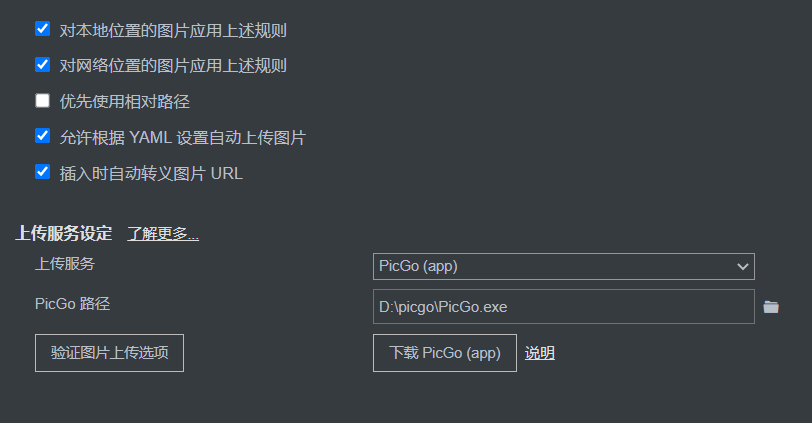 对本地位置的图片应用上述规则
对网络位置的图片应用上述规则
优先使用相对路径
允许根据 YAML 设置自动上传图片
插入时自动转义图片 URL
上传服务设定 了解更多...
上传服务 PicGo (app)
PicGo 路径 D:\picgo\PicGo.exe
验证图片上传选项 下载 PicGo (app) 说明